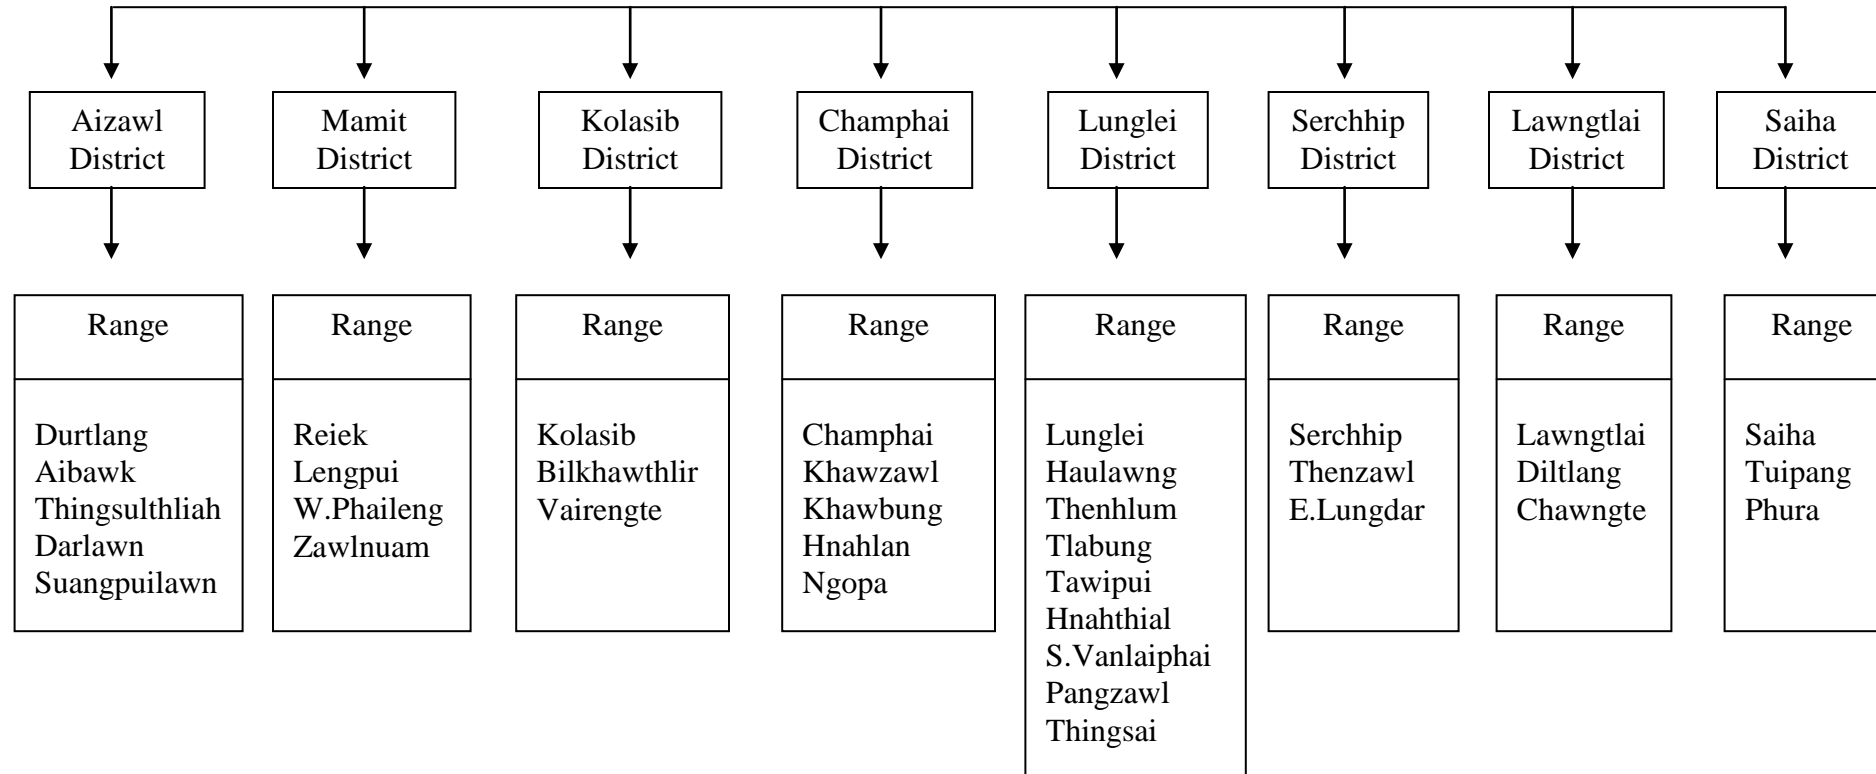 Aizawl
District
Mamit
District
Kolasib
District
Champhai
District
Lunglei
District
Serchhip
District
Lawngtlai
District
Saiha
District
Range
Durtlang
Aibawk
Thingsulthliah
Darlawn
Suangpuilawn
Range
Reiek
Lengpui
W.Phaileng
Zawlnuam
Range
Kolasib
Bilkhawthlir
Vairengte
Range
Champhai
Khawzawl
Khawbung
Hnahlan
Ngopa
Range
Lunglei
Haulawng
Thenhlum
Tlabung
Tawipui
Hnahthial
S.Vanlaiphai
Pangzawl
Thingsai
Range
Serchhip
Thenzawl
E.Lungdar
Range
Lawngtlai
Diltlang
Chawngte
Range
Saiha
Tuipang
Phura